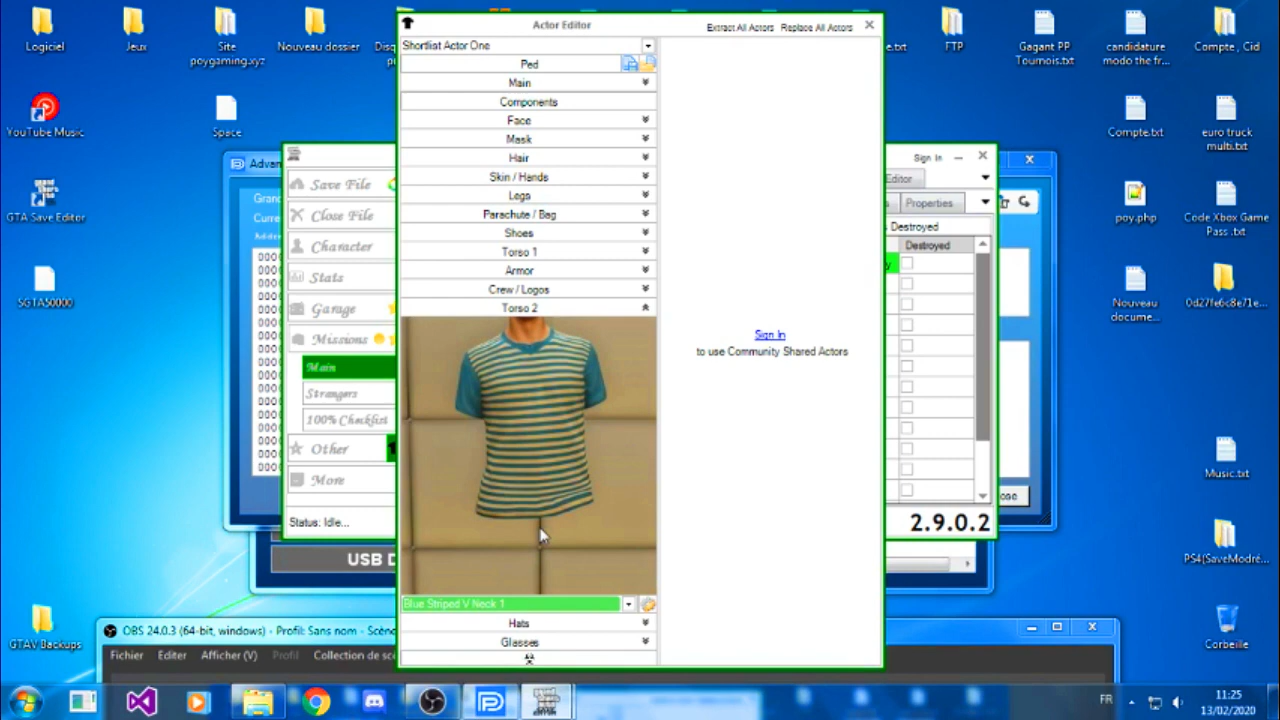 Logiciel
Jeux
Site
poygaming.xyz
Nouveau dossier
FTP
Gagant PP
Tournois.txt
candidature
modo the fr...
Compte , Cid
YouTube Music
Space
Compte.txt
euro truck
multi.txt
GTA Save Editor
poy.php
Code Xbox Game
Pass .txt
SGTA50000
Nouveau
docume...
0d27fe6c8e71e...
Music.txt
PS4(SaveModré...
GTAV Backups
Corbeille
Actor Editor
Extract All Actors
Replace All Actors
Shortlist Actor One
Ped
Main
Components
Face
Mask
Hair
Skin / Hands
Legs
Parachute / Bag
Shoes
Torso 1
Armor
Crew / Logos
Torso 2
Blue Striped V Neck 1
Hats
Glasses
Sign In
to use Community Shared Actors
Save File
Close File
Character
Stats
Garage
Missions
Main
Strangers
100% Checklist
Other
More
Status: Idle...
Sign In
Editor
Properties
Destroyed
Destroyed
2.9.0.2
OBS 24.0.3 (64-bit, windows) - Profil: Sans nom - Scèn
Fichier Editer Afficher (V) Profil Collection de scè
FR
11:25
13/02/2020